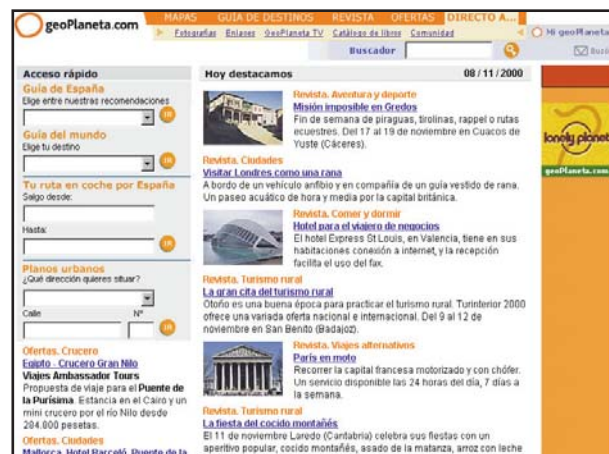 geoPlaneta.com
MAPAS GUÍA DE DESTINOS REVISTA OFERTAS DIRECTO A...
Fotografías Enlaces GeoPlaneta TV Catálogo de libros Comunidad
Mi geoPlaneta
Buscador
Acceso rápido
Guía de España
Elige entre nuestras recomendaciones
IR
Guía del mundo
Elige tu destino
IR
Tu ruta en coche por España
Salgo desde:
Hasta:
IR
Planos urbanos
¿Qué dirección quieres situar?
Calle Nº
IR
Ofertas. Crucero
Egipto - Crucero Gran Nilo
Viajes Ambassador Tours
Propuesta de viaje para el Puente de
la Purísima. Estancia en el Cairo y un
mini crucero por el río Nilo desde
284.000 pesetas.
Ofertas. Ciudades
Mallorca. Hotel Barceló. Puente de la
Hoy destacamos 08/11/2000
Revista. Aventura y deporte
Misión imposible en Gredos
Fin de semana de piraguas, tirolinas, rappel o rutas
ecuestres. Del 17 al 19 de noviembre en Cuacos de
Yuste (Cáceres).
Revista. Ciudades
Visitar Londres como una rana
A bordo de un vehículo anfibio y en compañía de un guía vestido de rana.
Un paseo acuático de hora y media por la capital británica.
Revista. Comer y dormir
Hotel para el viajero de negocios
El hotel Express St Louis, en Valencia, tiene en sus
habitaciones conexión a internet, y la recepción
facilita el uso del fax.
Revista. Turismo rural
La gran cita del turismo rural
Otoño es una buena época para practicar el turismo rural. Turinterior 2000
ofrece una variada oferta nacional e internacional. Del 9 al 12 de
noviembre en San Benito (Badajoz).
Revista. Viajes alternativos
París en moto
Recorrer la capital francesa motorizado y con chófer.
Un servicio disponible las 24 horas del día, 7 días a
la semana.
Revista. Turismo rural
La fiesta del cocido montañés
El 11 de noviembre Laredo (Cantabria) celebra sus fiestas con un
aperitivo popular, cocido montañés, asado de la matanza, arroz con leche
lonely planet
geoPlaneta.com